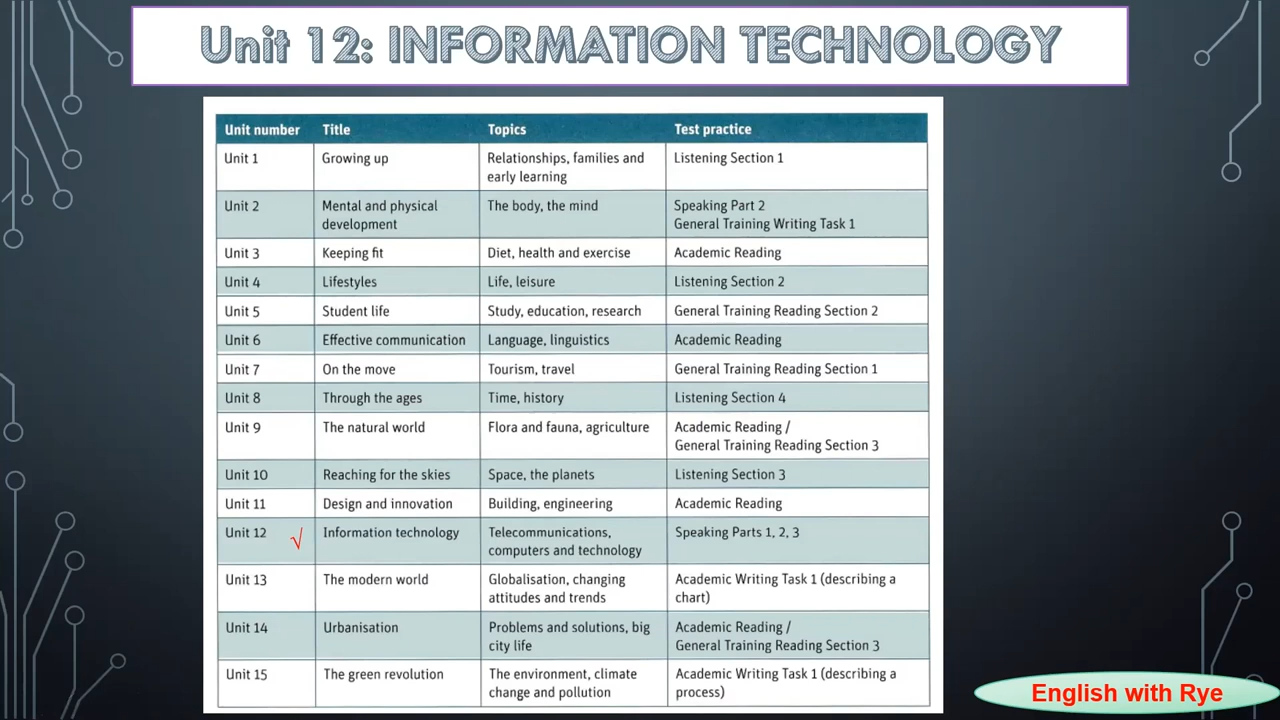 Unit 12: INFORMATION TECHNOLOGY
Unit number Title Topics Test practice
Unit 1 Growing up Relationships, families and Listening Section 1
early learning
Unit 2 Mental and physical The body, the mind Speaking Part 2
development General Training Writing Task 1
Unit 3 Keeping fit Diet, health and exercise Academic Reading
Unit 4 Lifestyles Life, leisure Listening Section 2
Unit 5 Student life Study, education, research General Training Reading Section 2
Unit 6 Effective communication Language, linguistics Academic Reading
Unit 7 On the move Tourism, travel General Training Reading Section 1
Unit 8 Through the ages Time, history Listening Section 4
Unit 9 The natural world Flora and fauna, agriculture Academic Reading /
General Training Reading Section 3
Unit 10 Reaching for the skies Space, the planets Listening Section 3
Unit 11 Design and innovation Building, engineering Academic Reading
Unit 12 √ Information technology Telecommunications, Speaking Parts 1, 2, 3
computers and technology
Unit 13 The modern world Globalisation, changing Academic Writing Task 1 (describing a
attitudes and trends chart)
Unit 14 Urbanisation Problems and solutions, big Academic Reading /
city life General Training Reading Section 3
Unit 15 The green revolution The environment, climate Academic Writing Task 1 (describing a
change and pollution process)
English with Rye